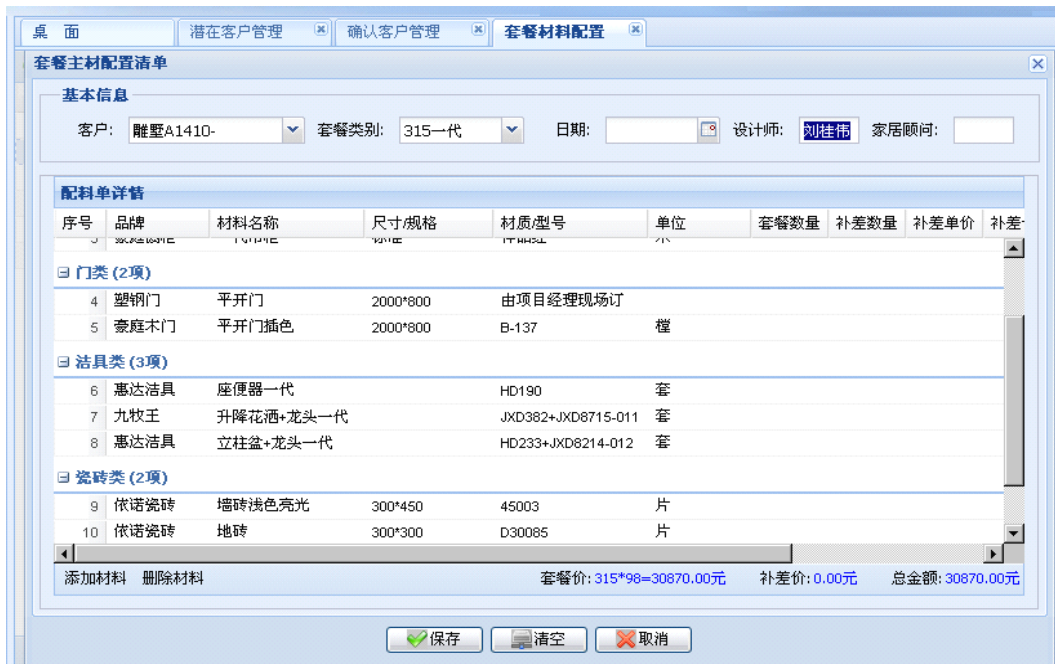 桌 面 潜在客户管理 确认客户管理 套餐材料配置
套餐主材配置清单
基本信息
客户: 雕墅A1410- 套餐类别: 315一代 日期: 设计师: 刘桂伟 家居顾问:
配料单详情
序号 品牌 材料名称 尺寸/规格 材质/型号 单位 套餐数量 补差数量 补差单价 补差
门类 (2项)
4 塑钢门 平开门 2000*800 由项目经理现场订
5 豪庭木门 平开门插色 2000*800 B-137 樘
洁具类 (3项)
6 惠达洁具 座便器一代 HD190 套
7 九牧王 升降花洒+龙头一代 JXD382+JXD8715-011 套
8 惠达洁具 立柱盆+龙头一代 HD233+JXD8214-012 套
瓷砖类 (2项)
9 依诺瓷砖 墙砖浅色亮光 300*450 45003 片
10 依诺瓷砖 地砖 300*300 D30085 片
添加材料 删除材料 套餐价: 315*98=30870.00元 补差价: 0.00元 总金额: 30870.00元
保存 清空 取消